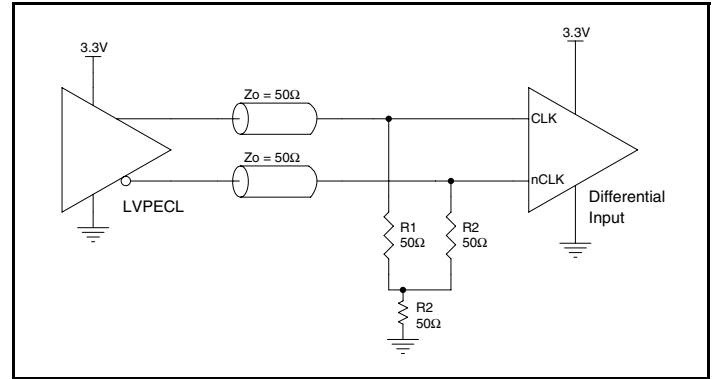 3.3V
3.3V
Zo = 50Ω
CLK
Zo = 50Ω
nCLK
LVPECL
Differential
Input
R1
50Ω
R2
50Ω
R2
50Ω